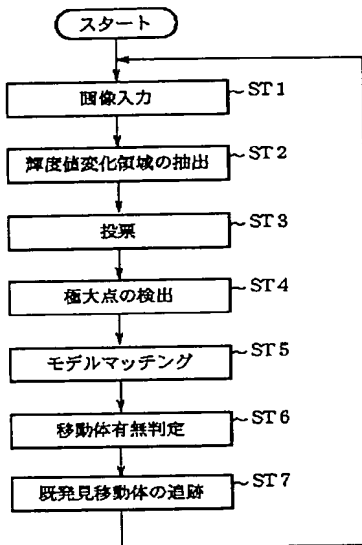 スタート
画像入力 ST1
輝度値変化領域の抽出 ST2
投票 ST3
極大点の検出 ST4
モデルマッチング ST5
移動体有無判定 ST6
既発見移動体の追跡 ST7